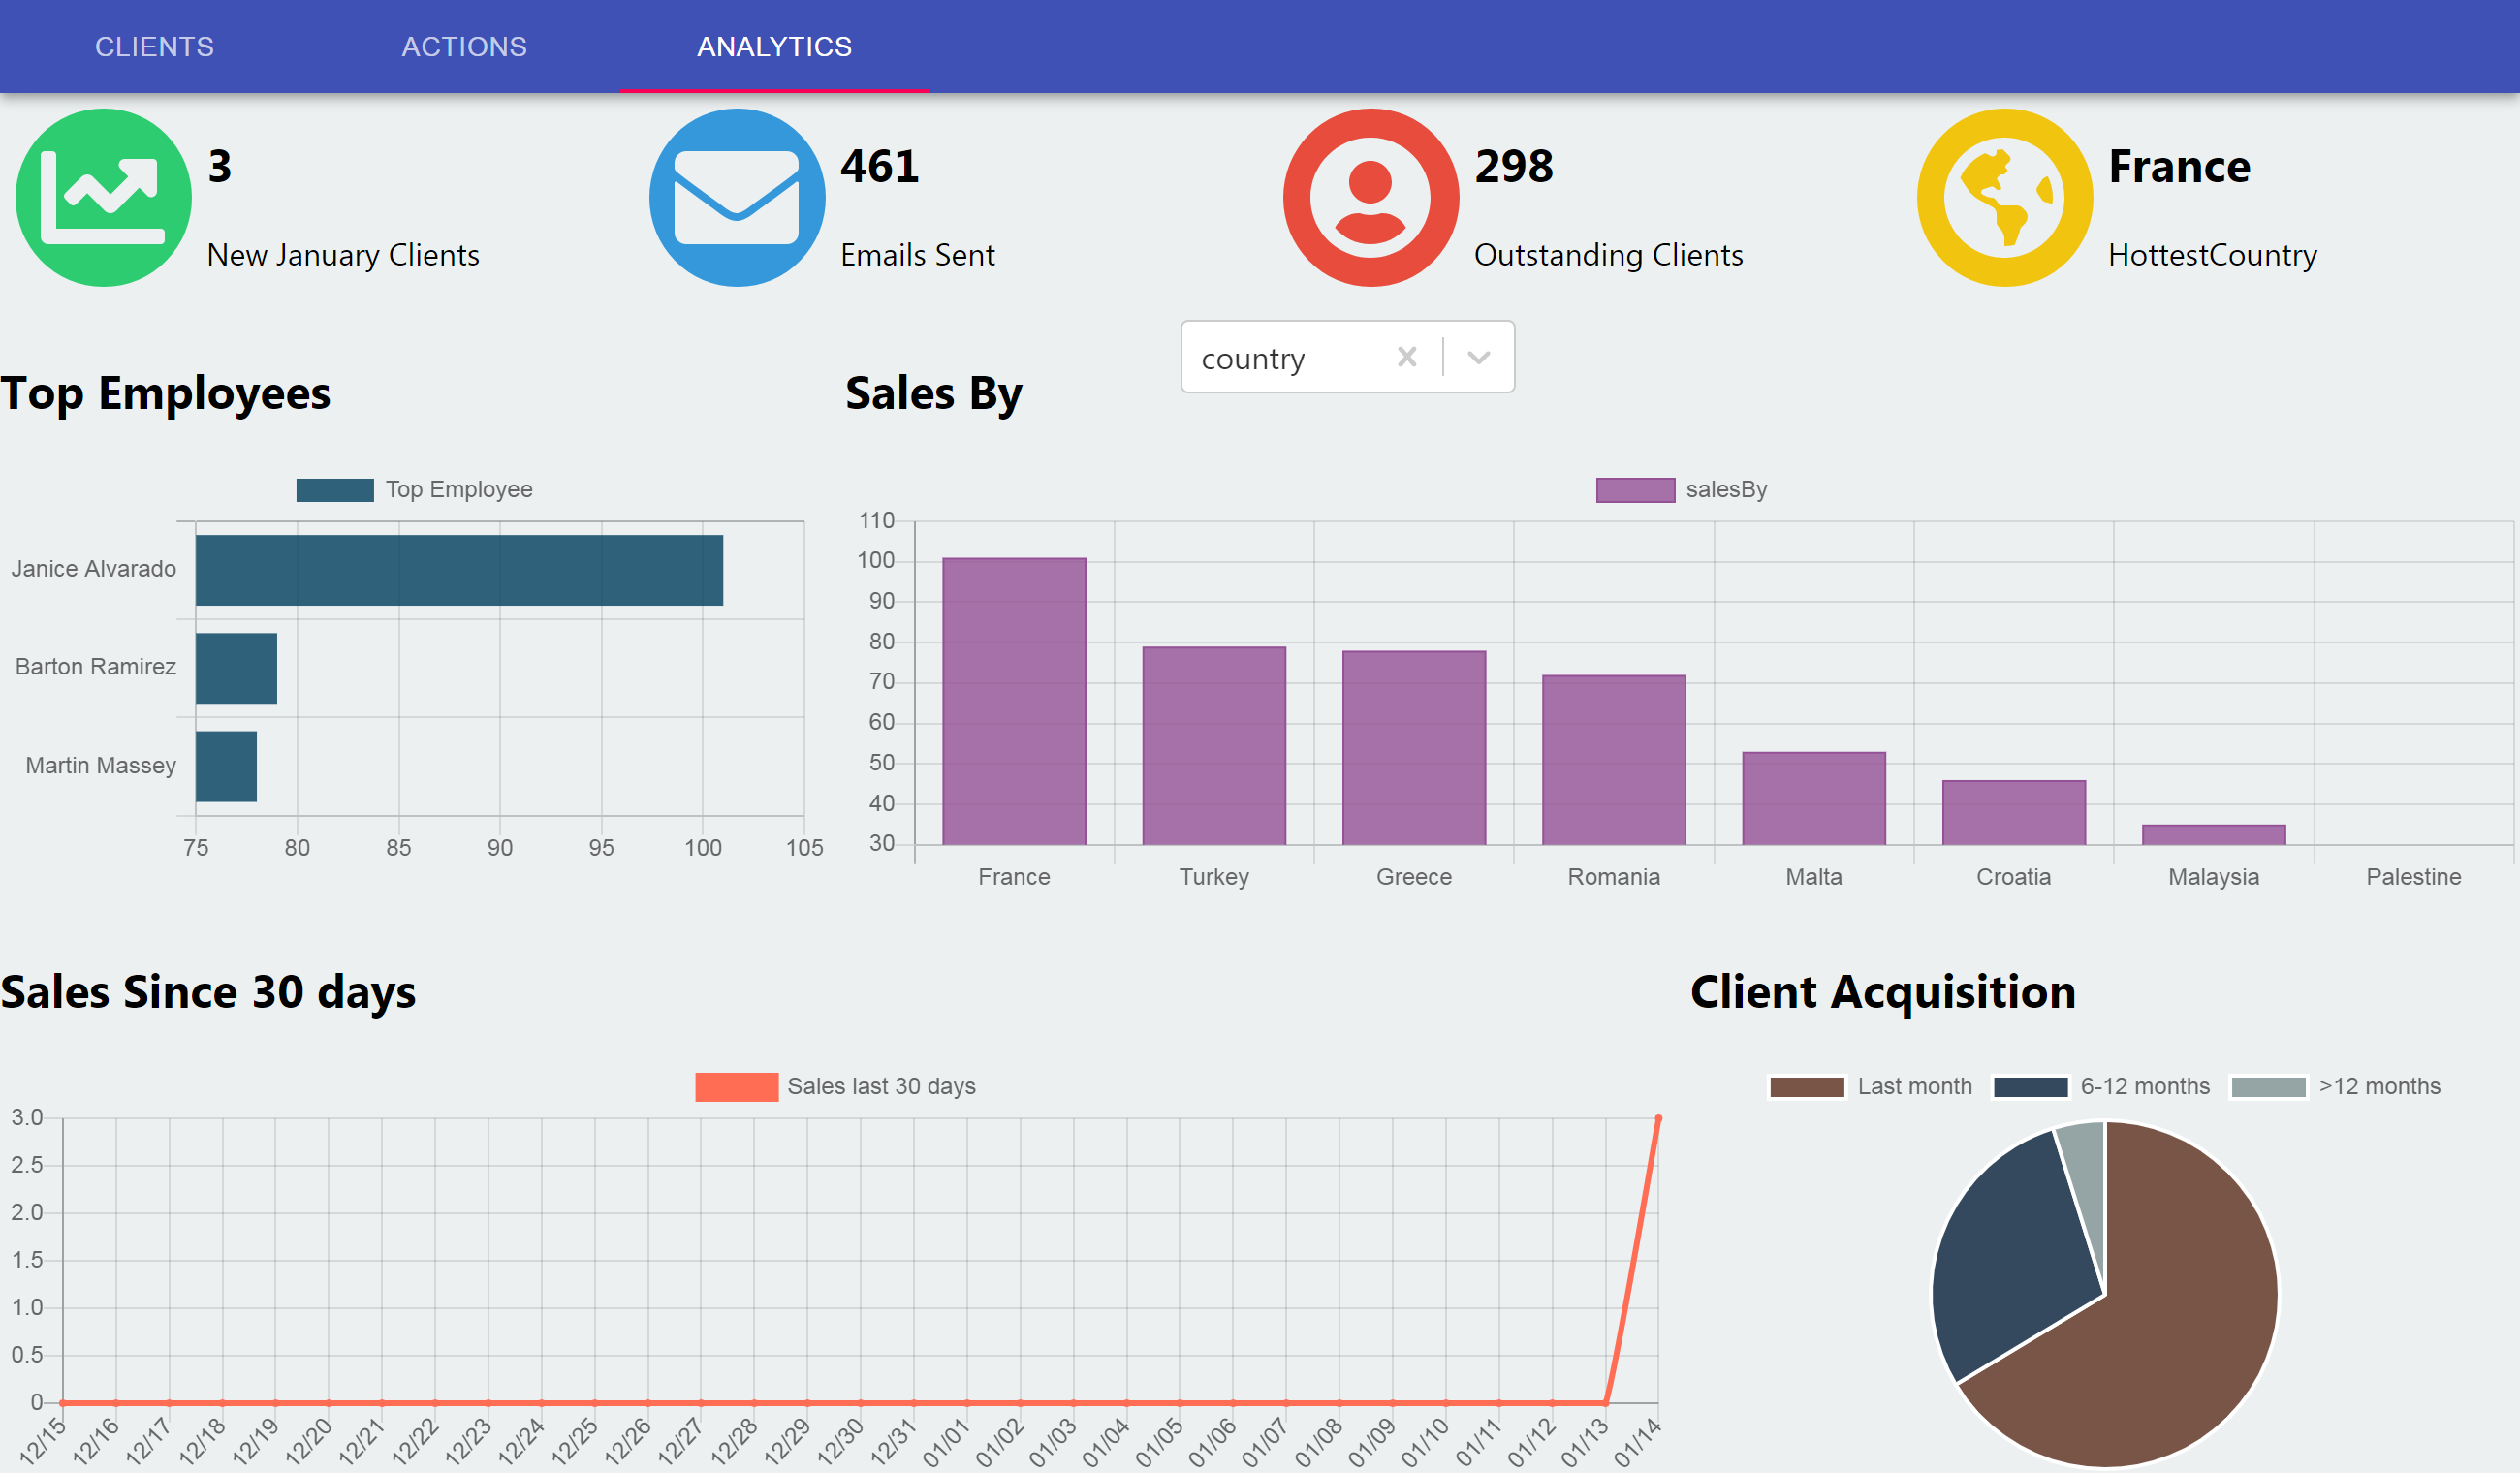 CLIENTS ACTIONS ANALYTICS
3
New January Clients
461
Emails Sent
298
Outstanding Clients
France
HottestCountry
Top Employees
Sales By
country
Top Employee
Janice Alvarado
Barton Ramirez
Martin Massey
75 80 85 90 95 100 105
salesBy
110
100
90
80
70
60
50
40
30
France Turkey Greece Romania Malta Croatia Malaysia Palestine
Sales Since 30 days
Sales last 30 days
3.0
2.5
2.0
1.5
1.0
0.5
0
12/15 12/16 12/17 12/18 12/19 12/20 12/21 12/22 12/23 12/24 12/25 12/26 12/27 12/28 12/29 12/30 12/31 01/01 01/02 01/03 01/04 01/05 01/06 01/07 01/08 01/09 01/10 01/11 01/12 01/13 01/14
Client Acquisition
Last month 6-12 months >12 months